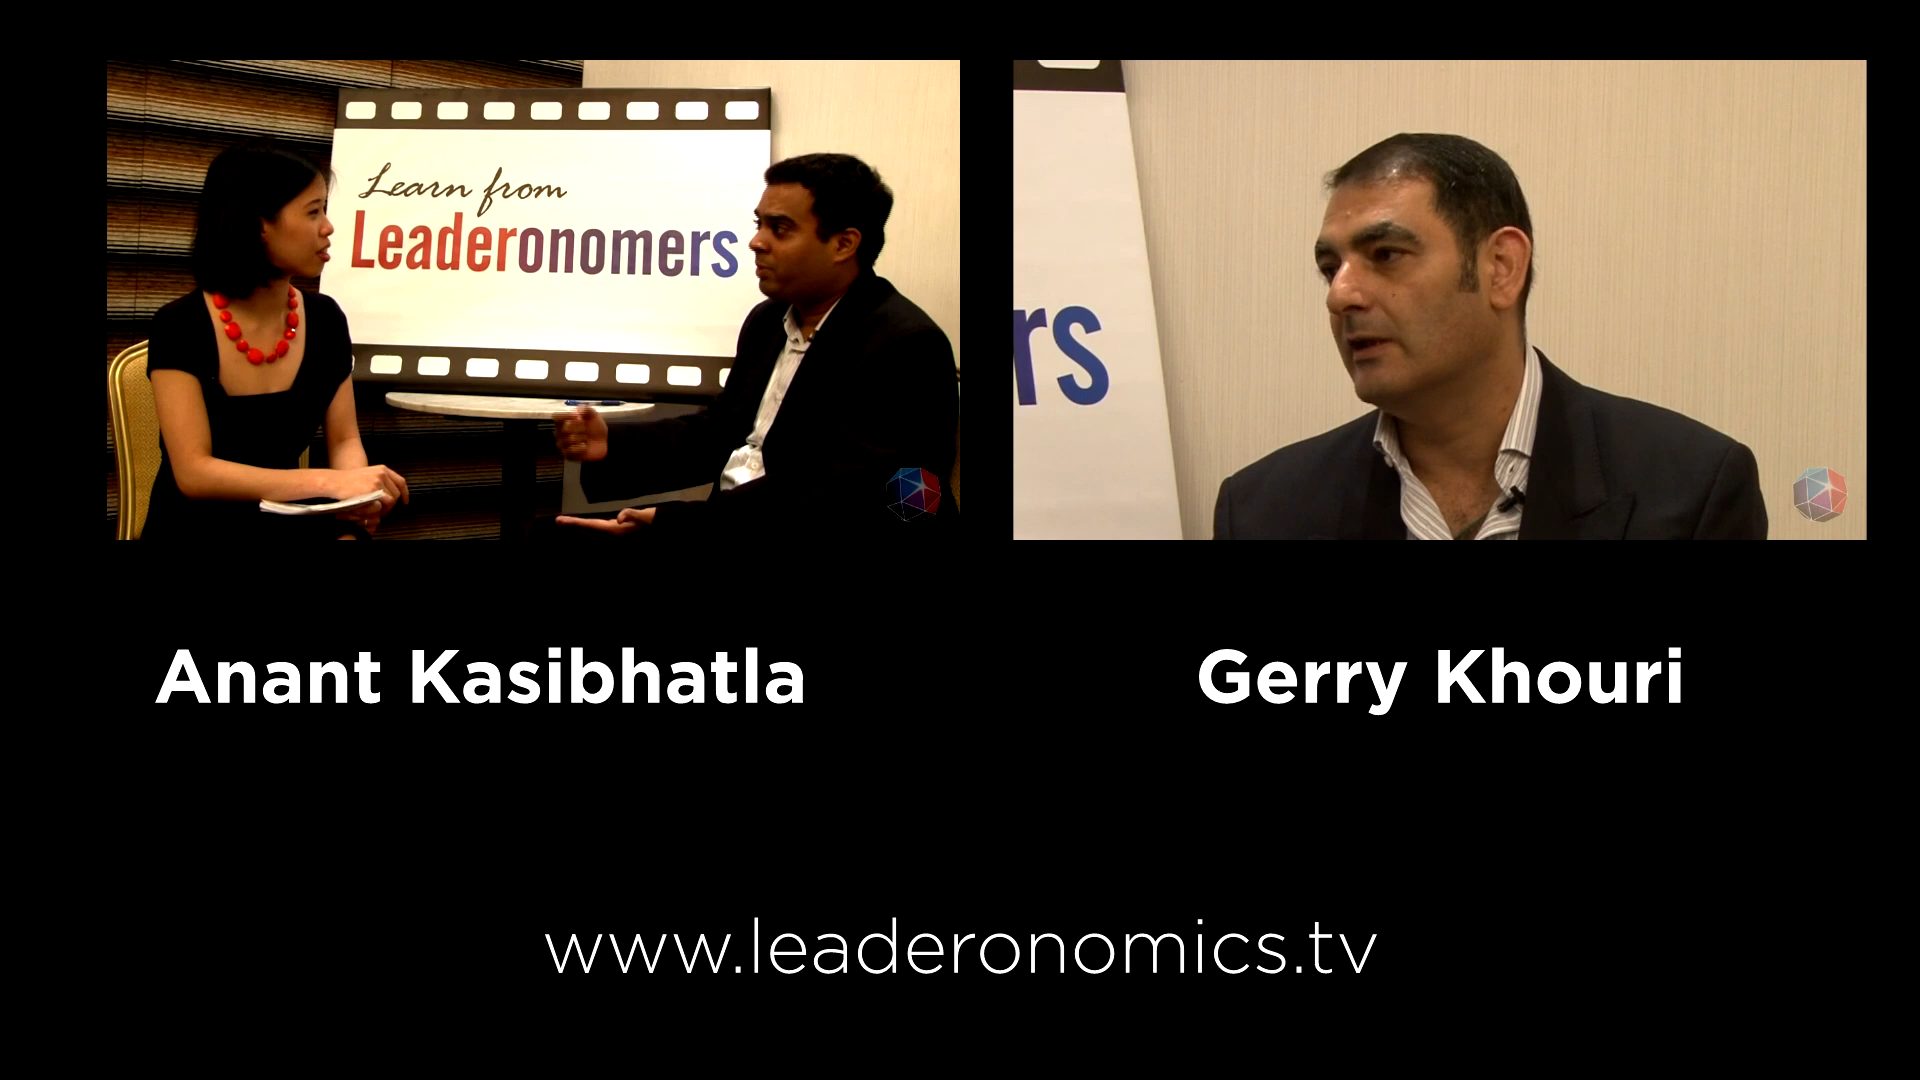 Learn from
Leaderonomers
rs
Anant Kasibhatla
Gerry Khouri
www.leaderonomics.tv